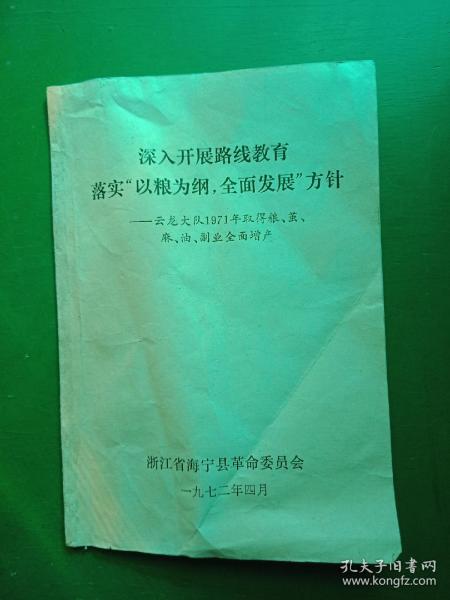 深入开展路线教育
落实“以粮为纲，全面发展”方针
——云龙大队1971年取得粮、茧、
麻、油、副业全面增产
浙江省海宁县革命委员会
一九七二年四月
孔夫子旧书网
www.kongfz.com